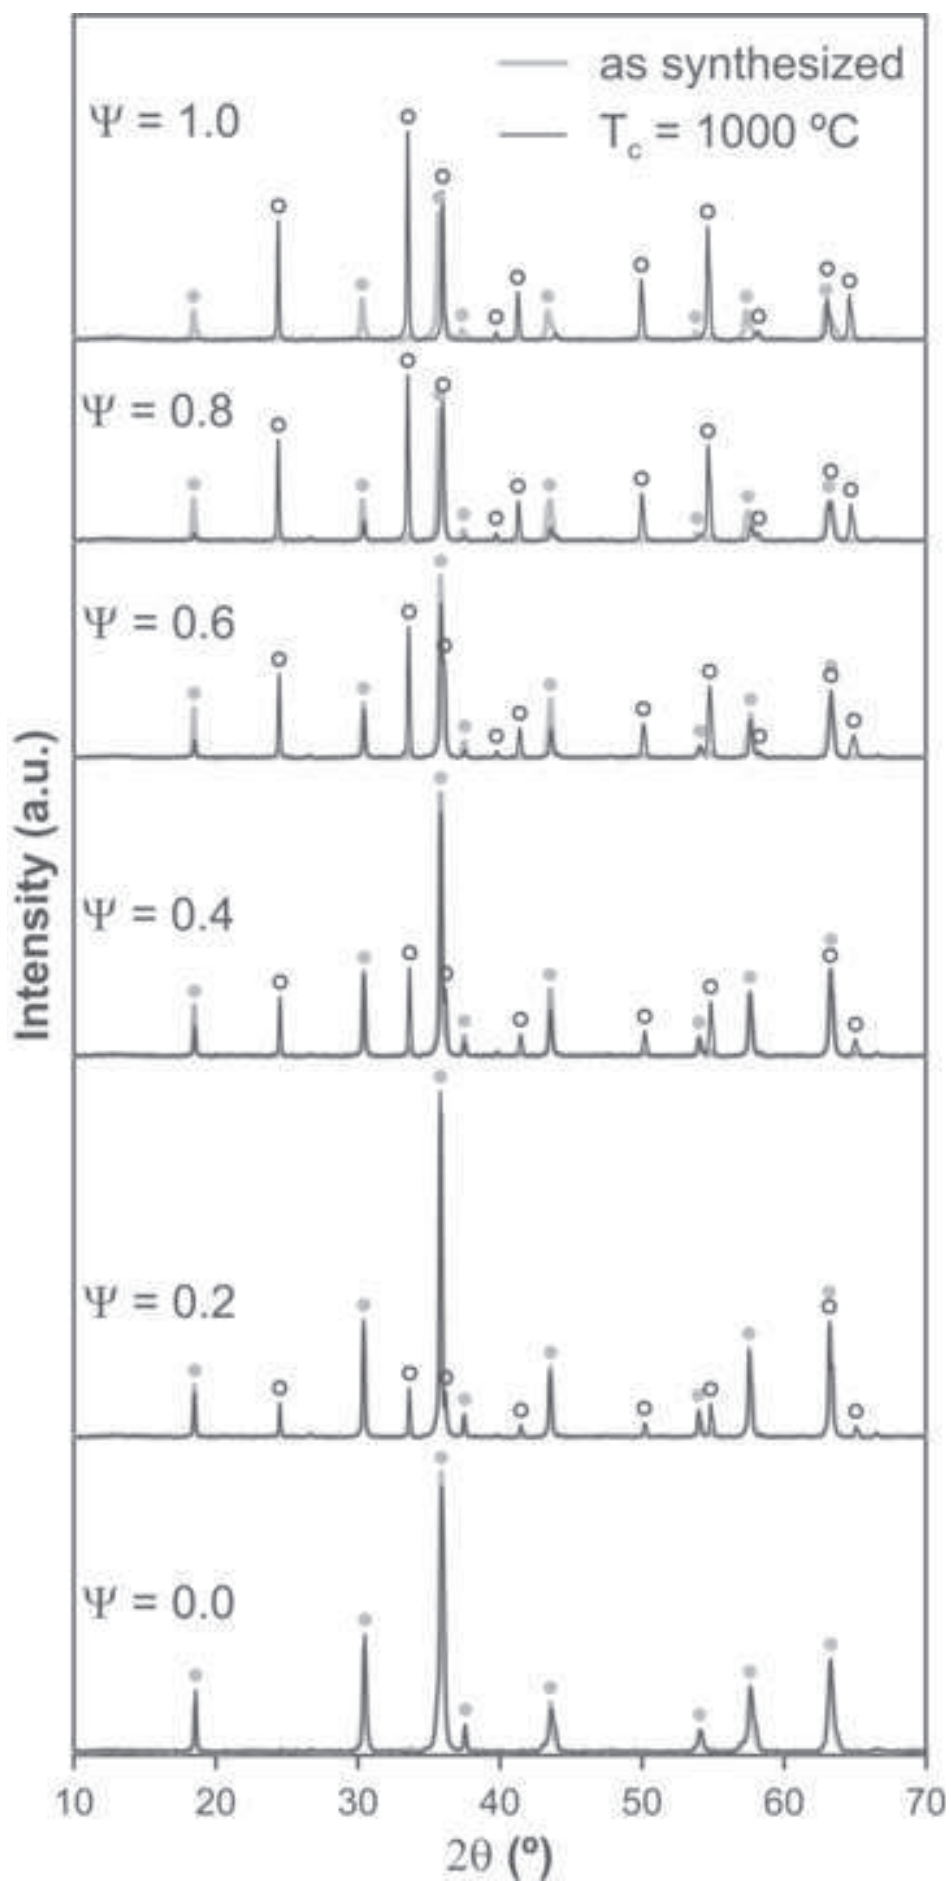 as synthesized
Ψ = 1.0
T_c = 1000 ºC
Ψ = 0.8
Ψ = 0.6
Intensity (a.u.)
Ψ = 0.4
Ψ = 0.2
Ψ = 0.0
10 20 30 40 50 60 70
2θ (º)